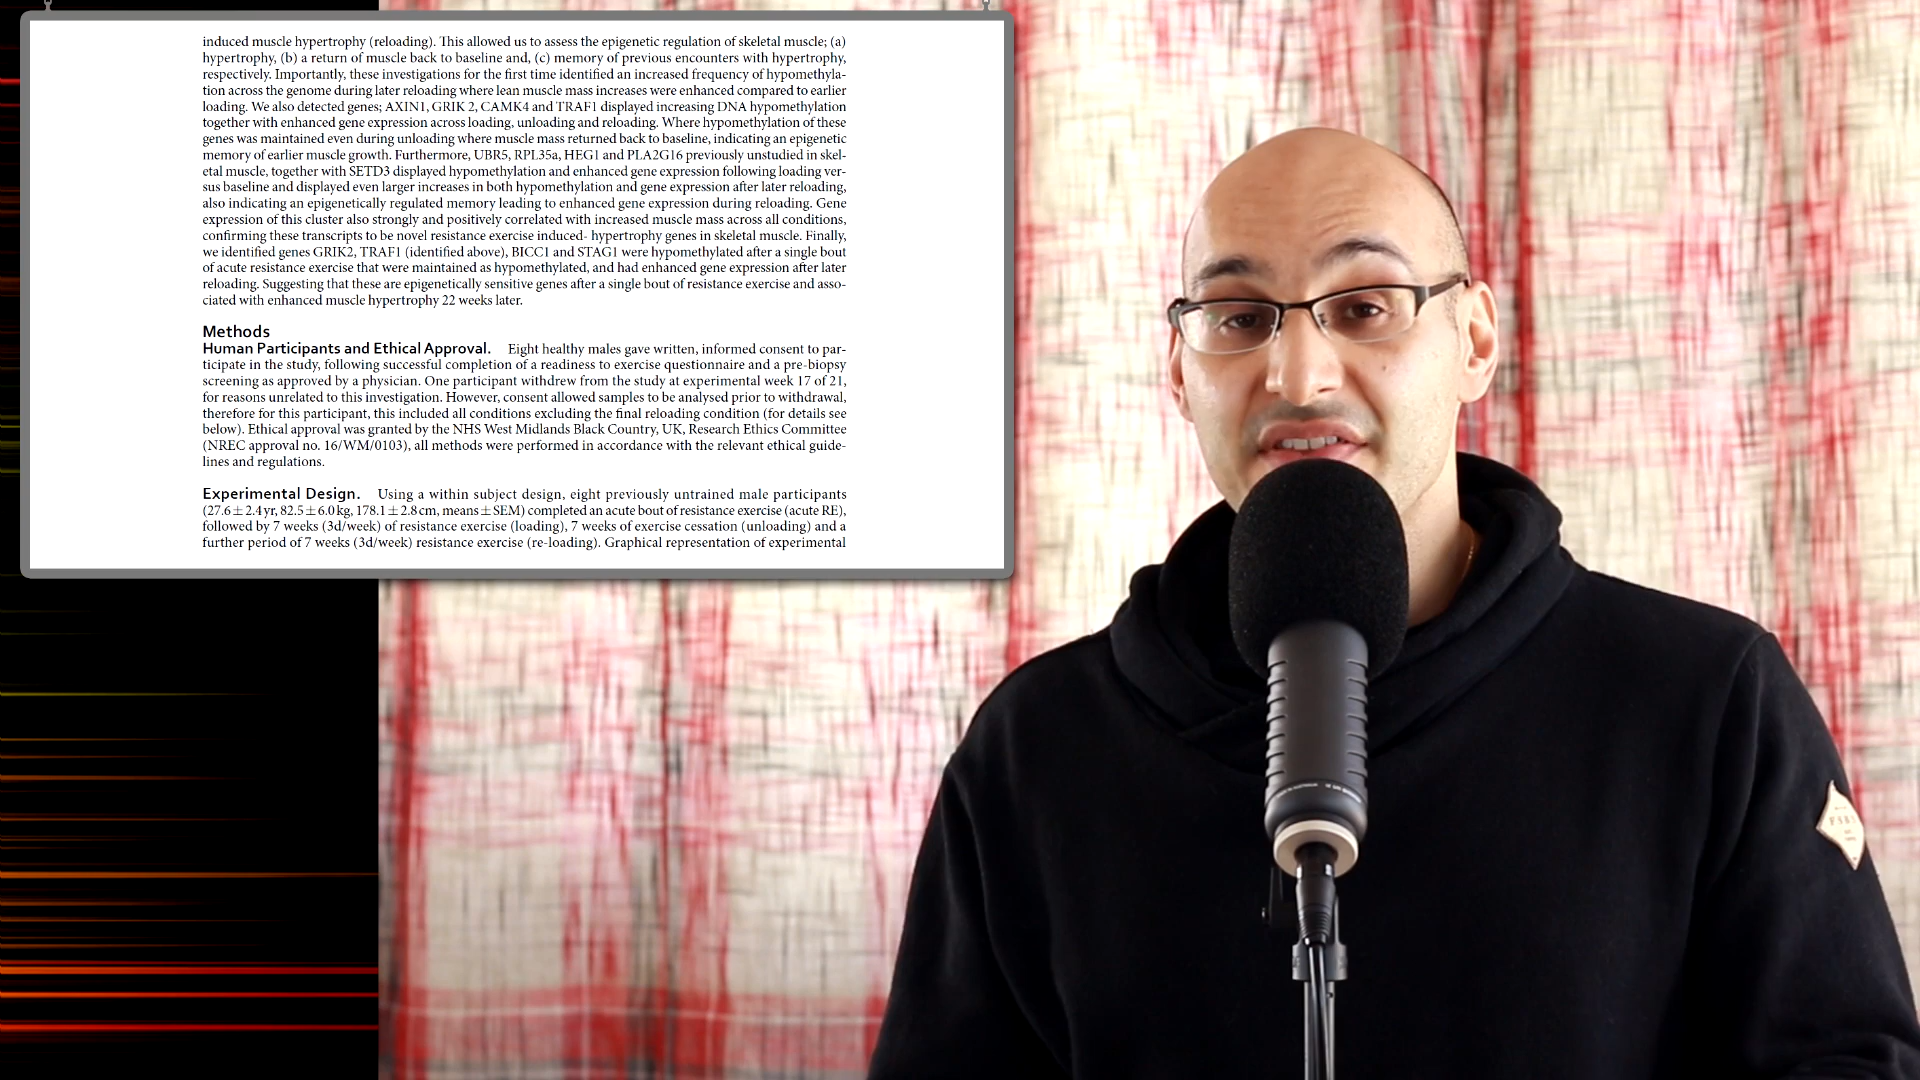 induced muscle hypertrophy (reloading). This allowed us to assess the epigenetic regulation of skeletal muscle; (a)
hypertrophy, (b) a return of muscle back to baseline and, (c) memory of previous encounters with hypertrophy,
respectively. Importantly, these investigations for the first time identified an increased frequency of hypomethyla-
tion across the genome during later reloading where lean muscle mass increases were enhanced compared to earlier
loading. We also detected genes; AXIN1, GRIK 2, CAMK4 and TRAF1 displayed increasing DNA hypomethylation
together with enhanced gene expression across loading, unloading and reloading. Where hypomethylation of these
genes was maintained even during unloading where muscle mass returned back to baseline, indicating an epigenetic
memory of earlier muscle growth. Furthermore, UBR5, RPL35a, HEG1 and PLA2G16 previously unstudied in skel-
etal muscle, together with SETD3 displayed hypomethylation and enhanced gene expression following loading ver-
sus baseline and displayed even larger increases in both hypomethylation and gene expression after later reloading,
also indicating an epigenetically regulated memory leading to enhanced gene expression during reloading. Gene
expression of this cluster also strongly and positively correlated with increased muscle mass across all conditions,
confirming these transcripts to be novel resistance exercise induced- hypertrophy genes in skeletal muscle. Finally,
we identified genes GRIK2, TRAF1 (identified above), BICC1 and STAG1 were hypomethylated after a single bout
of acute resistance exercise that were maintained as hypomethylated, and had enhanced gene expression after later
reloading. Suggesting that these are epigenetically sensitive genes after a single bout of resistance exercise and asso-
ciated with enhanced muscle hypertrophy 22 weeks later.
Methods
Human Participants and Ethical Approval. Eight healthy males gave written, informed consent to par-
ticipate in the study, following successful completion of a readiness to exercise questionnaire and a pre-biopsy
screening as approved by a physician. One participant withdrew from the study at experimental week 17 of 21,
for reasons unrelated to this investigation. However, consent allowed samples to be analysed prior to withdrawal,
therefore for this participant, this included all conditions excluding the final reloading condition (for details see
below). Ethical approval was granted by the NHS West Midlands Black Country, UK, Research Ethics Committee
(NREC approval no. 16/WM/0103), all methods were performed in accordance with the relevant ethical guide-
lines and regulations.
Experimental Design. Using a within subject design, eight previously untrained male participants
(27.6 ± 2.4 yr, 82.5 ± 6.0 kg, 178.1 ± 2.8 cm, means ± SEM) completed an acute bout of resistance exercise (acute RE),
followed by 7 weeks (3d/week) of resistance exercise (loading), 7 weeks of exercise cessation (unloading) and a
further period of 7 weeks (3d/week) resistance exercise (re-loading). Graphical representation of experimental